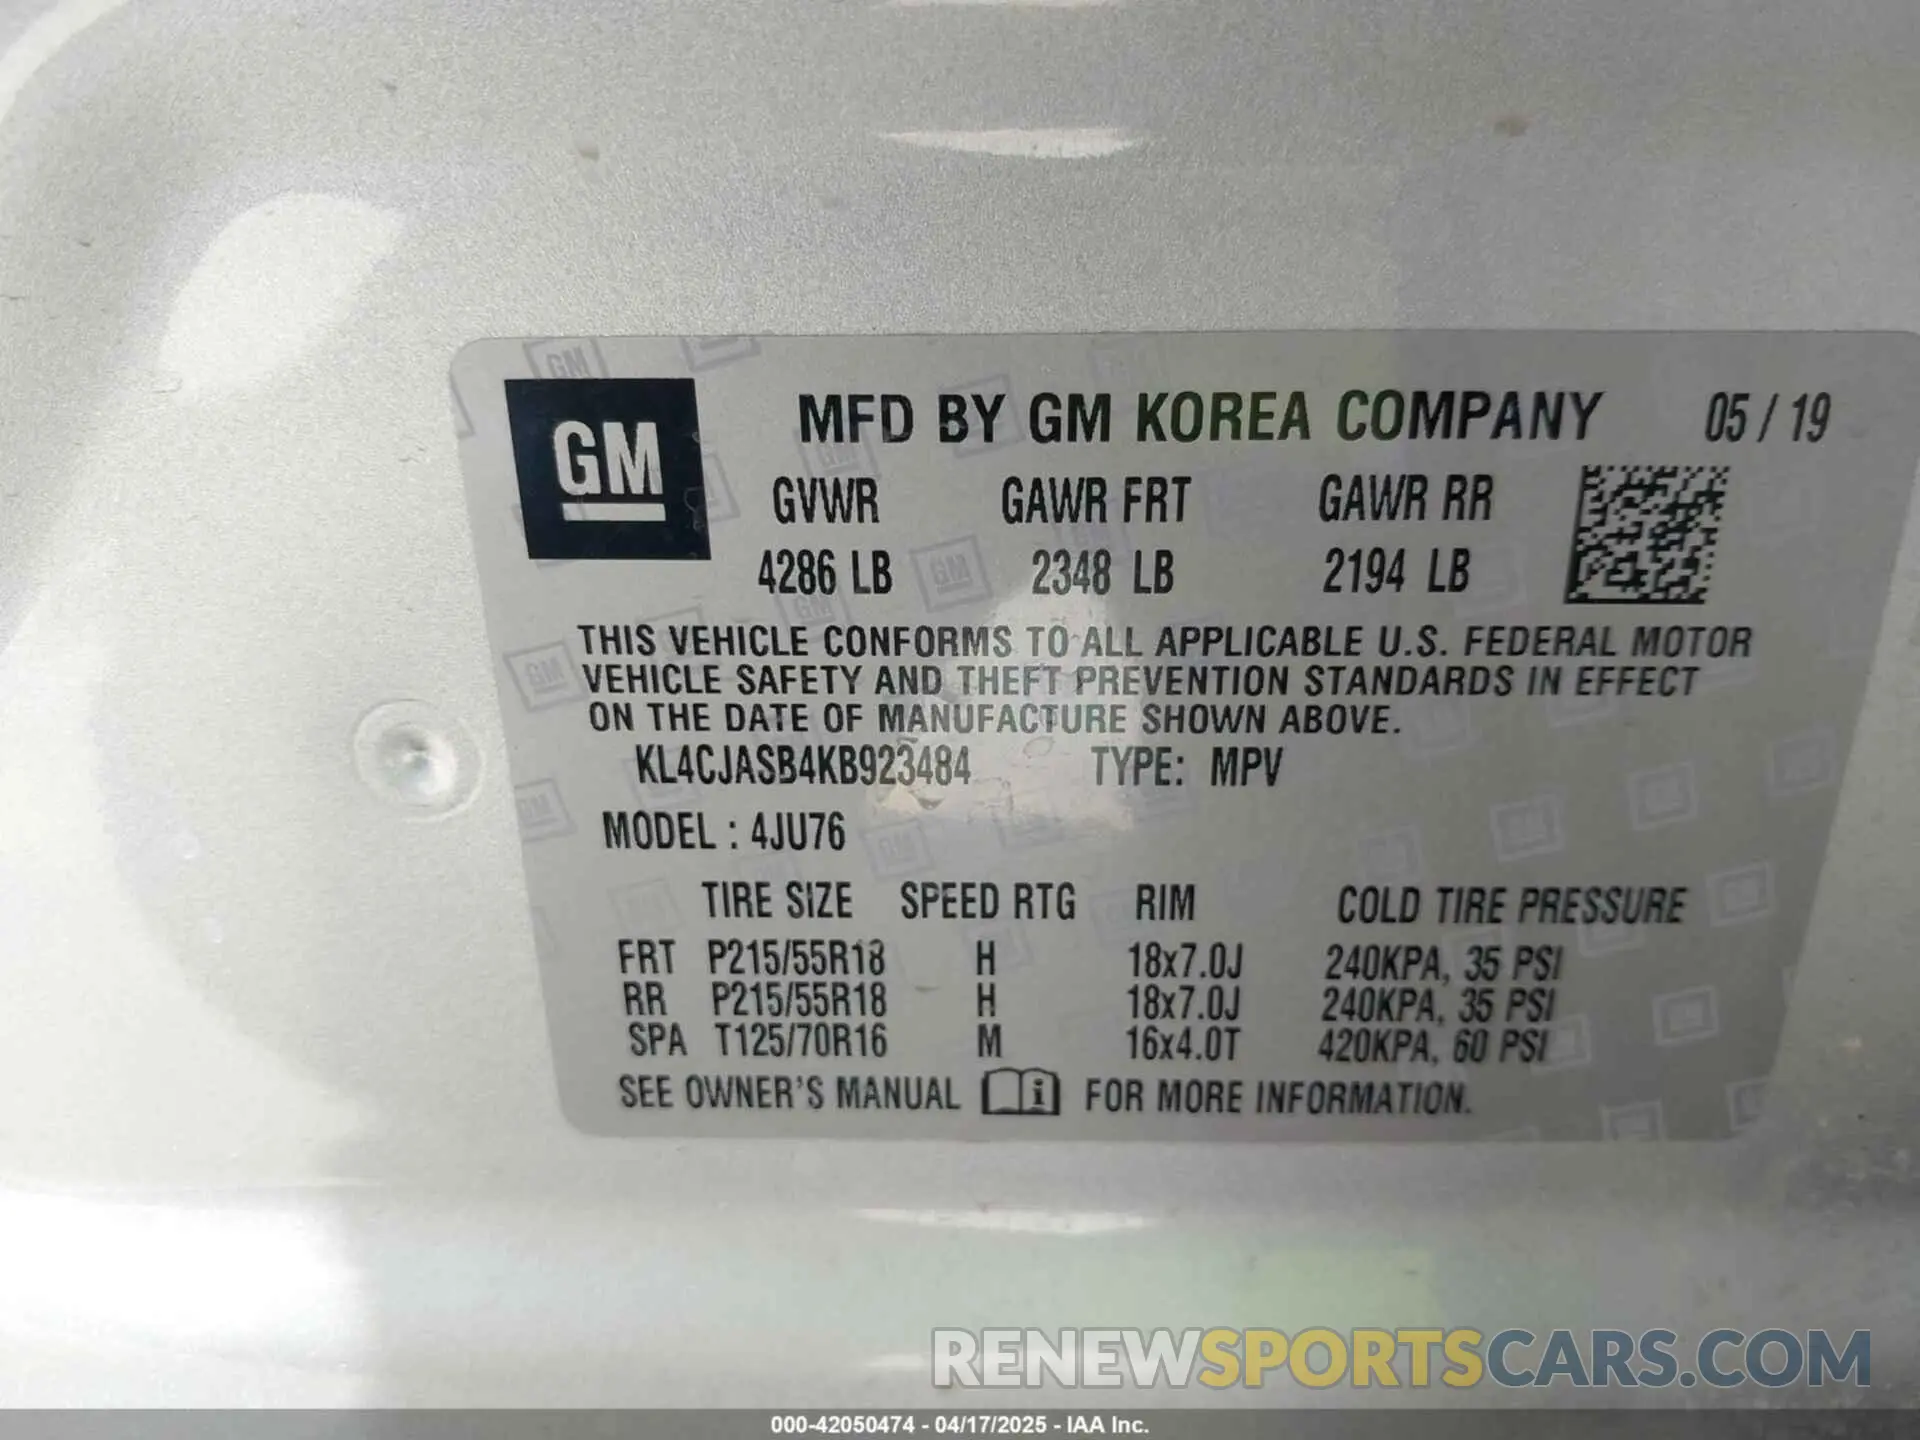 GM
MFD BY GM KOREA COMPANY 05 / 19
GVWR GAWR FRT GAWR RR
4286 LB 2348 LB 2194 LB
THIS VEHICLE CONFORMS TO ALL APPLICABLE U.S. FEDERAL MOTOR
VEHICLE SAFETY AND THEFT PREVENTION STANDARDS IN EFFECT
ON THE DATE OF MANUFACTURE SHOWN ABOVE.
KL4CJASB4KB923484 TYPE: MPV
MODEL : 4JU76
TIRE SIZE SPEED RTG RIM COLD TIRE PRESSURE
FRT P215/55R18 H 18x7.0J 240KPA, 35 PSI
RR P215/55R18 H 18x7.0J 240KPA, 35 PSI
SPA T125/70R16 M 16x4.0T 420KPA, 60 PSI
SEE OWNER'S MANUAL FOR MORE INFORMATION.
RENEWSPORTSCARS.COM
000-42050474 - 04/17/2025 - IAA Inc.